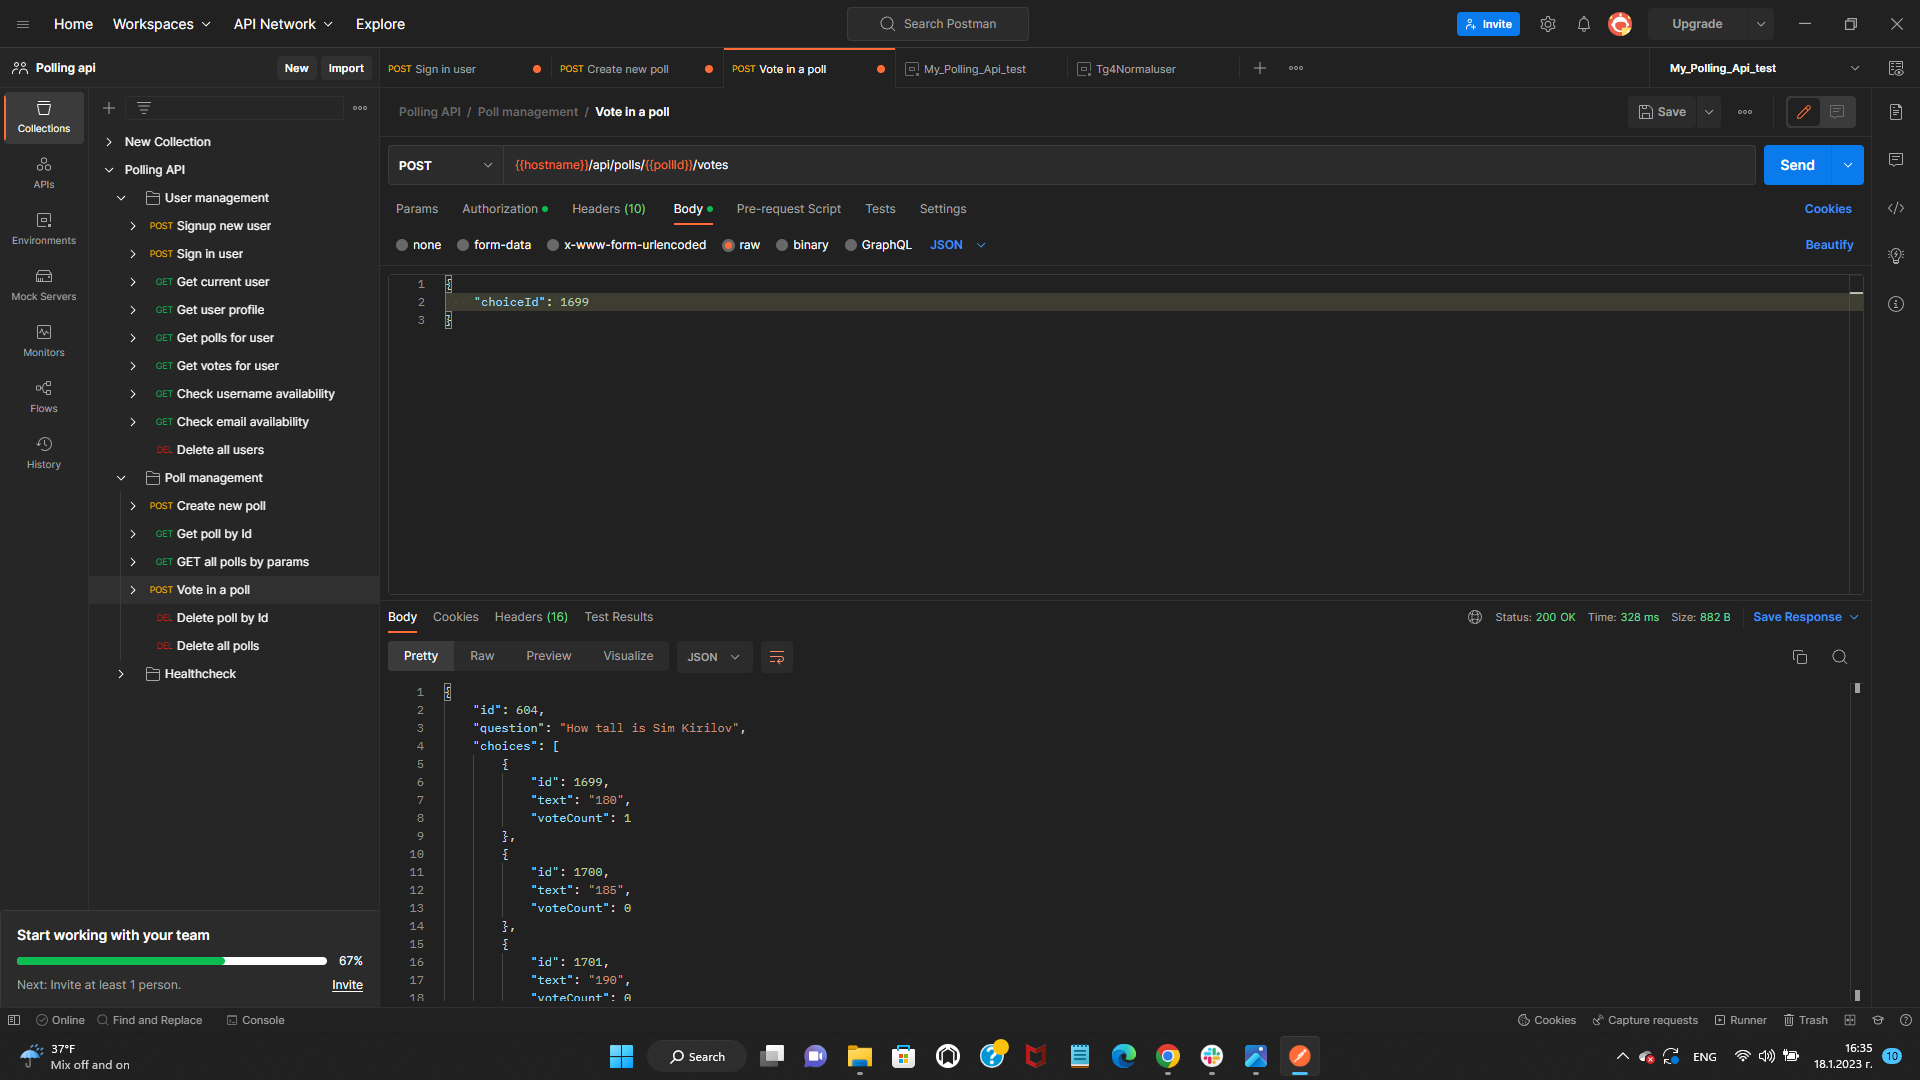 Home Workspaces API Network Explore Search Postman Invite Upgrade
Polling api New Import POST Sign in user POST Create new poll POST Vote in a poll My_Polling_Api_test Tg4Normaluser My_Polling_Api_test
Collections
APIs
Environments
Mock Servers
Monitors
Flows
History
New Collection
Polling API
User management
POST Signup new user
POST Sign in user
GET Get current user
GET Get user profile
GET Get polls for user
GET Get votes for user
GET Check username availability
GET Check email availability
DEL Delete all users
Poll management
POST Create new poll
GET Get poll by Id
GET GET all polls by params
POST Vote in a poll
DEL Delete poll by Id
DEL Delete all polls
Healthcheck
Start working with your team
67%
Next: Invite at least 1 person. Invite
Polling API / Poll management / Vote in a poll Save
POST {{hostname}}/api/polls/{{pollId}}/votes Send
Params Authorization Headers (10) Body Pre-request Script Tests Settings Cookies
none form-data x-www-form-urlencoded raw binary GraphQL JSON Beautify
1 {
2 "choiceId": 1699
3 }
Body Cookies Headers (16) Test Results Status: 200 OK Time: 328 ms Size: 882 B Save Response
Pretty Raw Preview Visualize JSON
1 {
2 "id": 604,
3 "question": "How tall is Sim Kirilov",
4 "choices": [
5 {
6 "id": 1699,
7 "text": "180",
8 "voteCount": 1
9 },
10 {
11 "id": 1700,
12 "text": "185",
13 "voteCount": 0
14 },
15 {
16 "id": 1701,
17 "text": "190",
18 "voteCount": 0
Online Find and Replace Console Cookies Capture requests Runner Trash
37°F
Mix off and on
Search
ENG
16:35
18.1.2023 г.
10